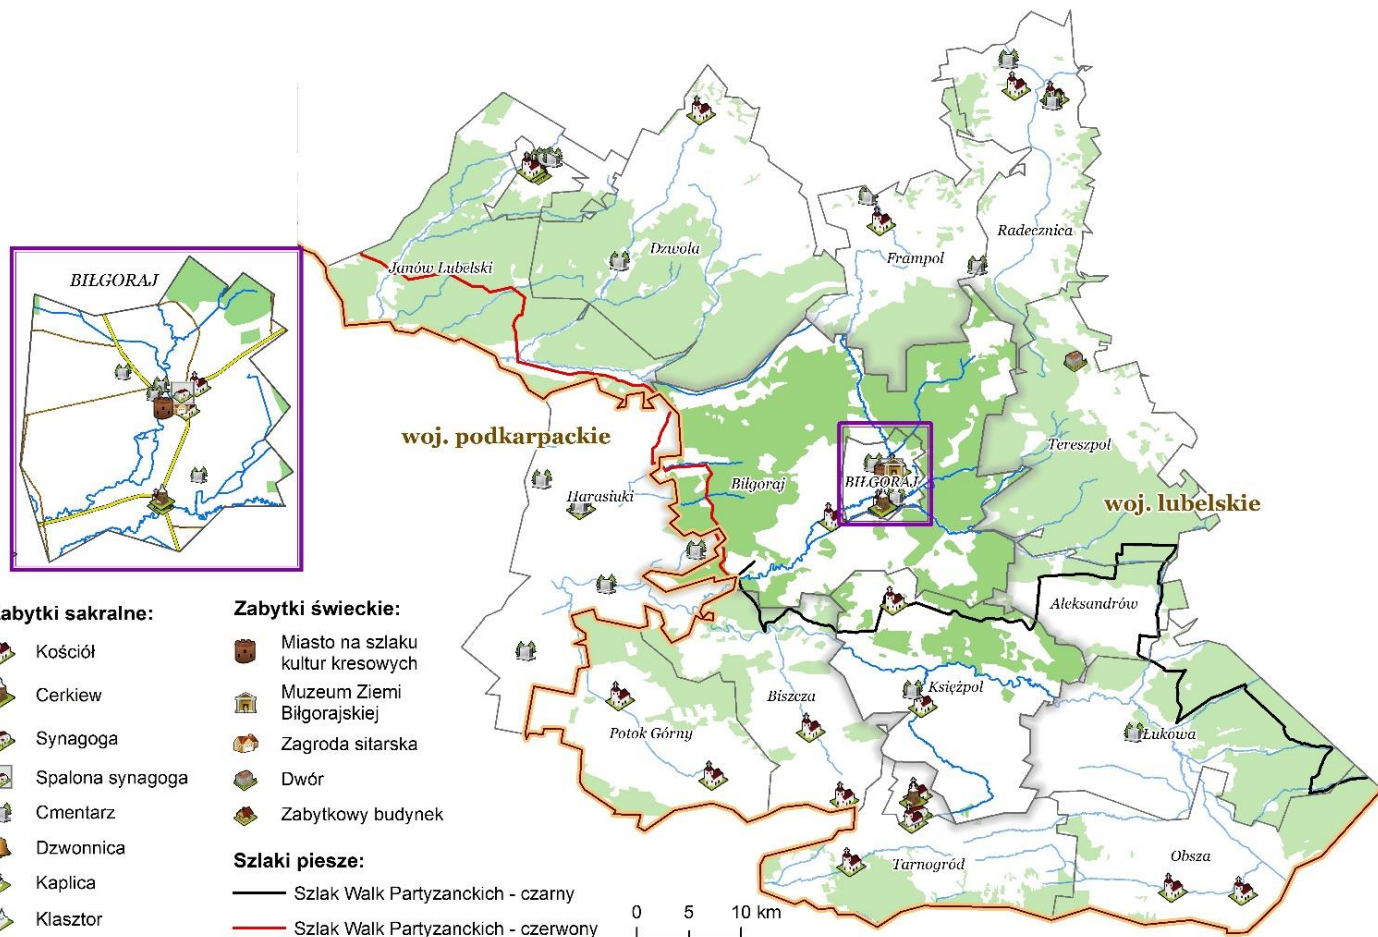 BIŁGORAJ
Janów Lubelski
Dzwola
Frampol
Radecznica
woj. podkarpackie
Harasiuki
Biłgoraj
BIŁGORAJ
Tereszpol
woj. lubelskie
Aleksandrów
Potok Górny
Biszcza
Księżpol
Łukowa
Tarnogród
Obsza
abytki sakralne:
Kościół
Cerkiew
Synagoga
Spalona synagoga
Cmentarz
Dzwonnica
Kaplica
Klasztor
Zabytki świeckie:
Miasto na szlaku
kultur kresowych
Muzeum Ziemi
Biłgorajskiej
Zagroda sitarska
Dwór
Zabytkowy budynek
Szlaki piesze:
Szlak Walk Partyzanckich - czarny
Szlak Walk Partyzanckich - czerwony
0 5 10 km